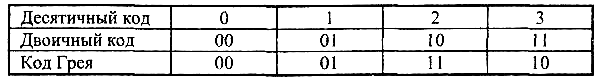 Десятичный код 0 1 2 3
Двоичный код 00 01 10 11
Код Грея 00 01 11 10